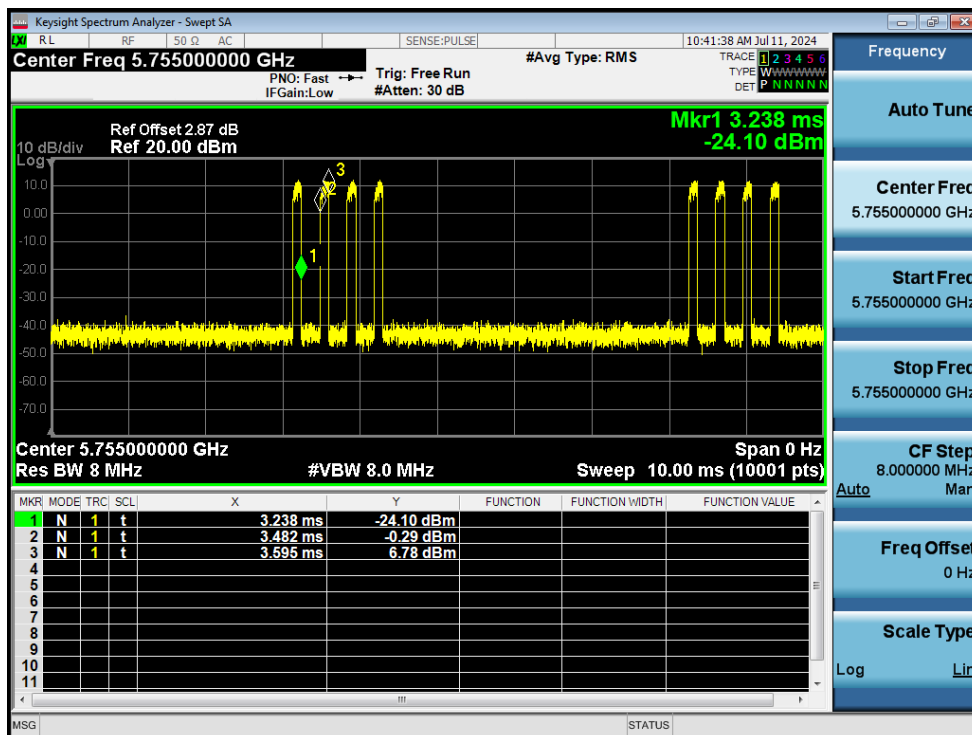 Keysight Spectrum Analyzer - Swept SA
LXI RL RF 50 Ω AC SENSE:PULSE 10:41:38 AM Jul 11, 2024
Center Freq 5.755000000 GHz
PNO: Fast
IFGain:Low
Trig: Free Run
#Atten: 30 dB
#Avg Type: RMS
TRACE 1 2 3 4 5 6
TYPE WWWWWW
DET P N N N N N
Mkr1 3.238 ms
-24.10 dBm
Ref Offset 2.87 dB
10 dB/div Ref 20.00 dBm
Log
10.0
0.00
-10.0
-20.0
-30.0
-40.0
-50.0
-60.0
-70.0
1
2
3
Center 5.755000000 GHz Span 0 Hz
Res BW 8 MHz #VBW 8.0 MHz Sweep 10.00 ms (10001 pts)
MKR MODE TRC SCL X Y FUNCTION FUNCTION WIDTH FUNCTION VALUE
1 N 1 t 3.238 ms -24.10 dBm
2 N 1 t 3.482 ms -0.29 dBm
3 N 1 t 3.595 ms 6.78 dBm
4
5
6
7
8
9
10
11
MSG STATUS
Frequency
Auto Tune
Center Freq
5.755000000 GHz
Start Freq
5.755000000 GHz
Stop Freq
5.755000000 GHz
CF Step
8.000000 MHz
Auto Man
Freq Offset
0 Hz
Scale Type
Log Lin